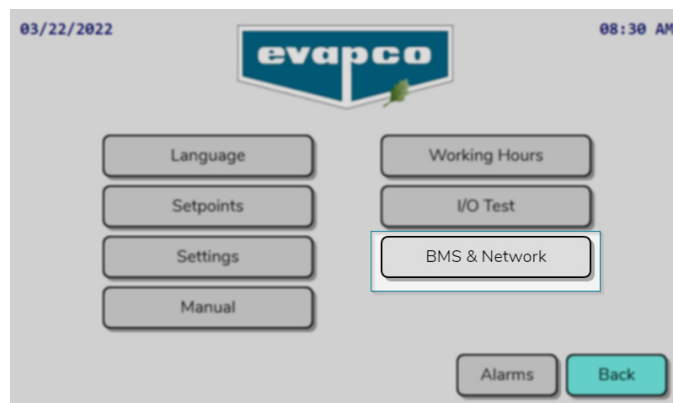 03/22/2022
08:30 AM
evapco
Language
Working Hours
Setpoints
I/O Test
Settings
BMS & Network
Manual
Alarms
Back